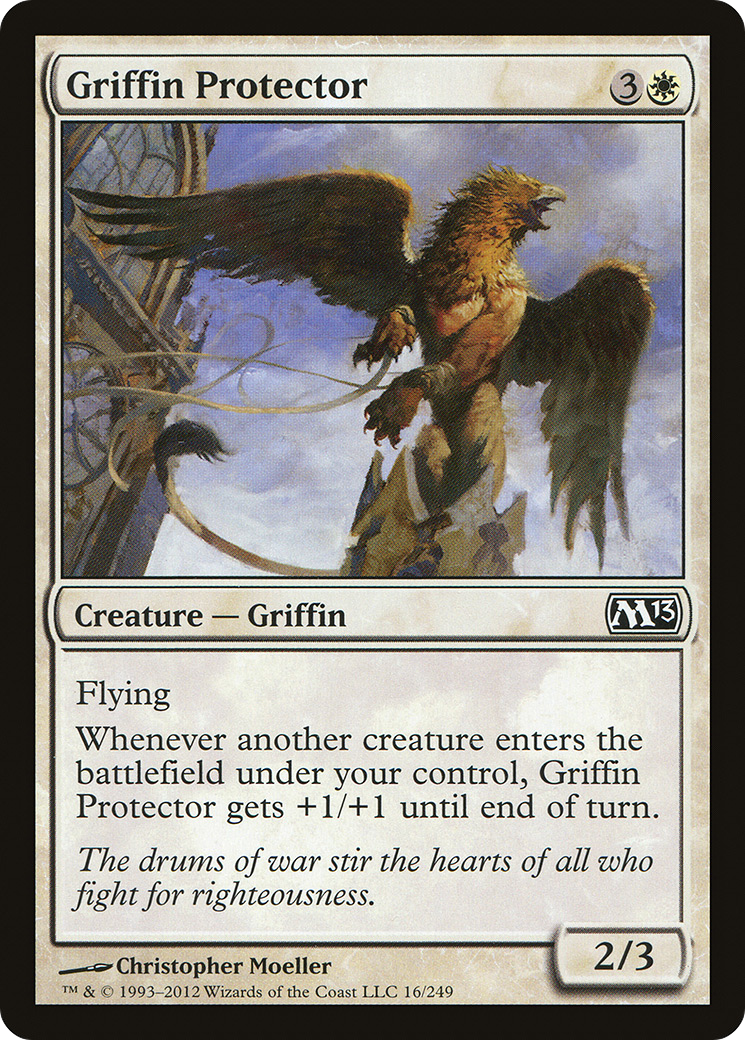 Griffin Protector 3
Creature — Griffin M13
Flying
Whenever another creature enters the
battlefield under your control, Griffin
Protector gets +1/+1 until end of turn.
The drums of war stir the hearts of all who
fight for righteousness.
2/3
Christopher Moeller
™ & © 1993–2012 Wizards of the Coast LLC 16/249